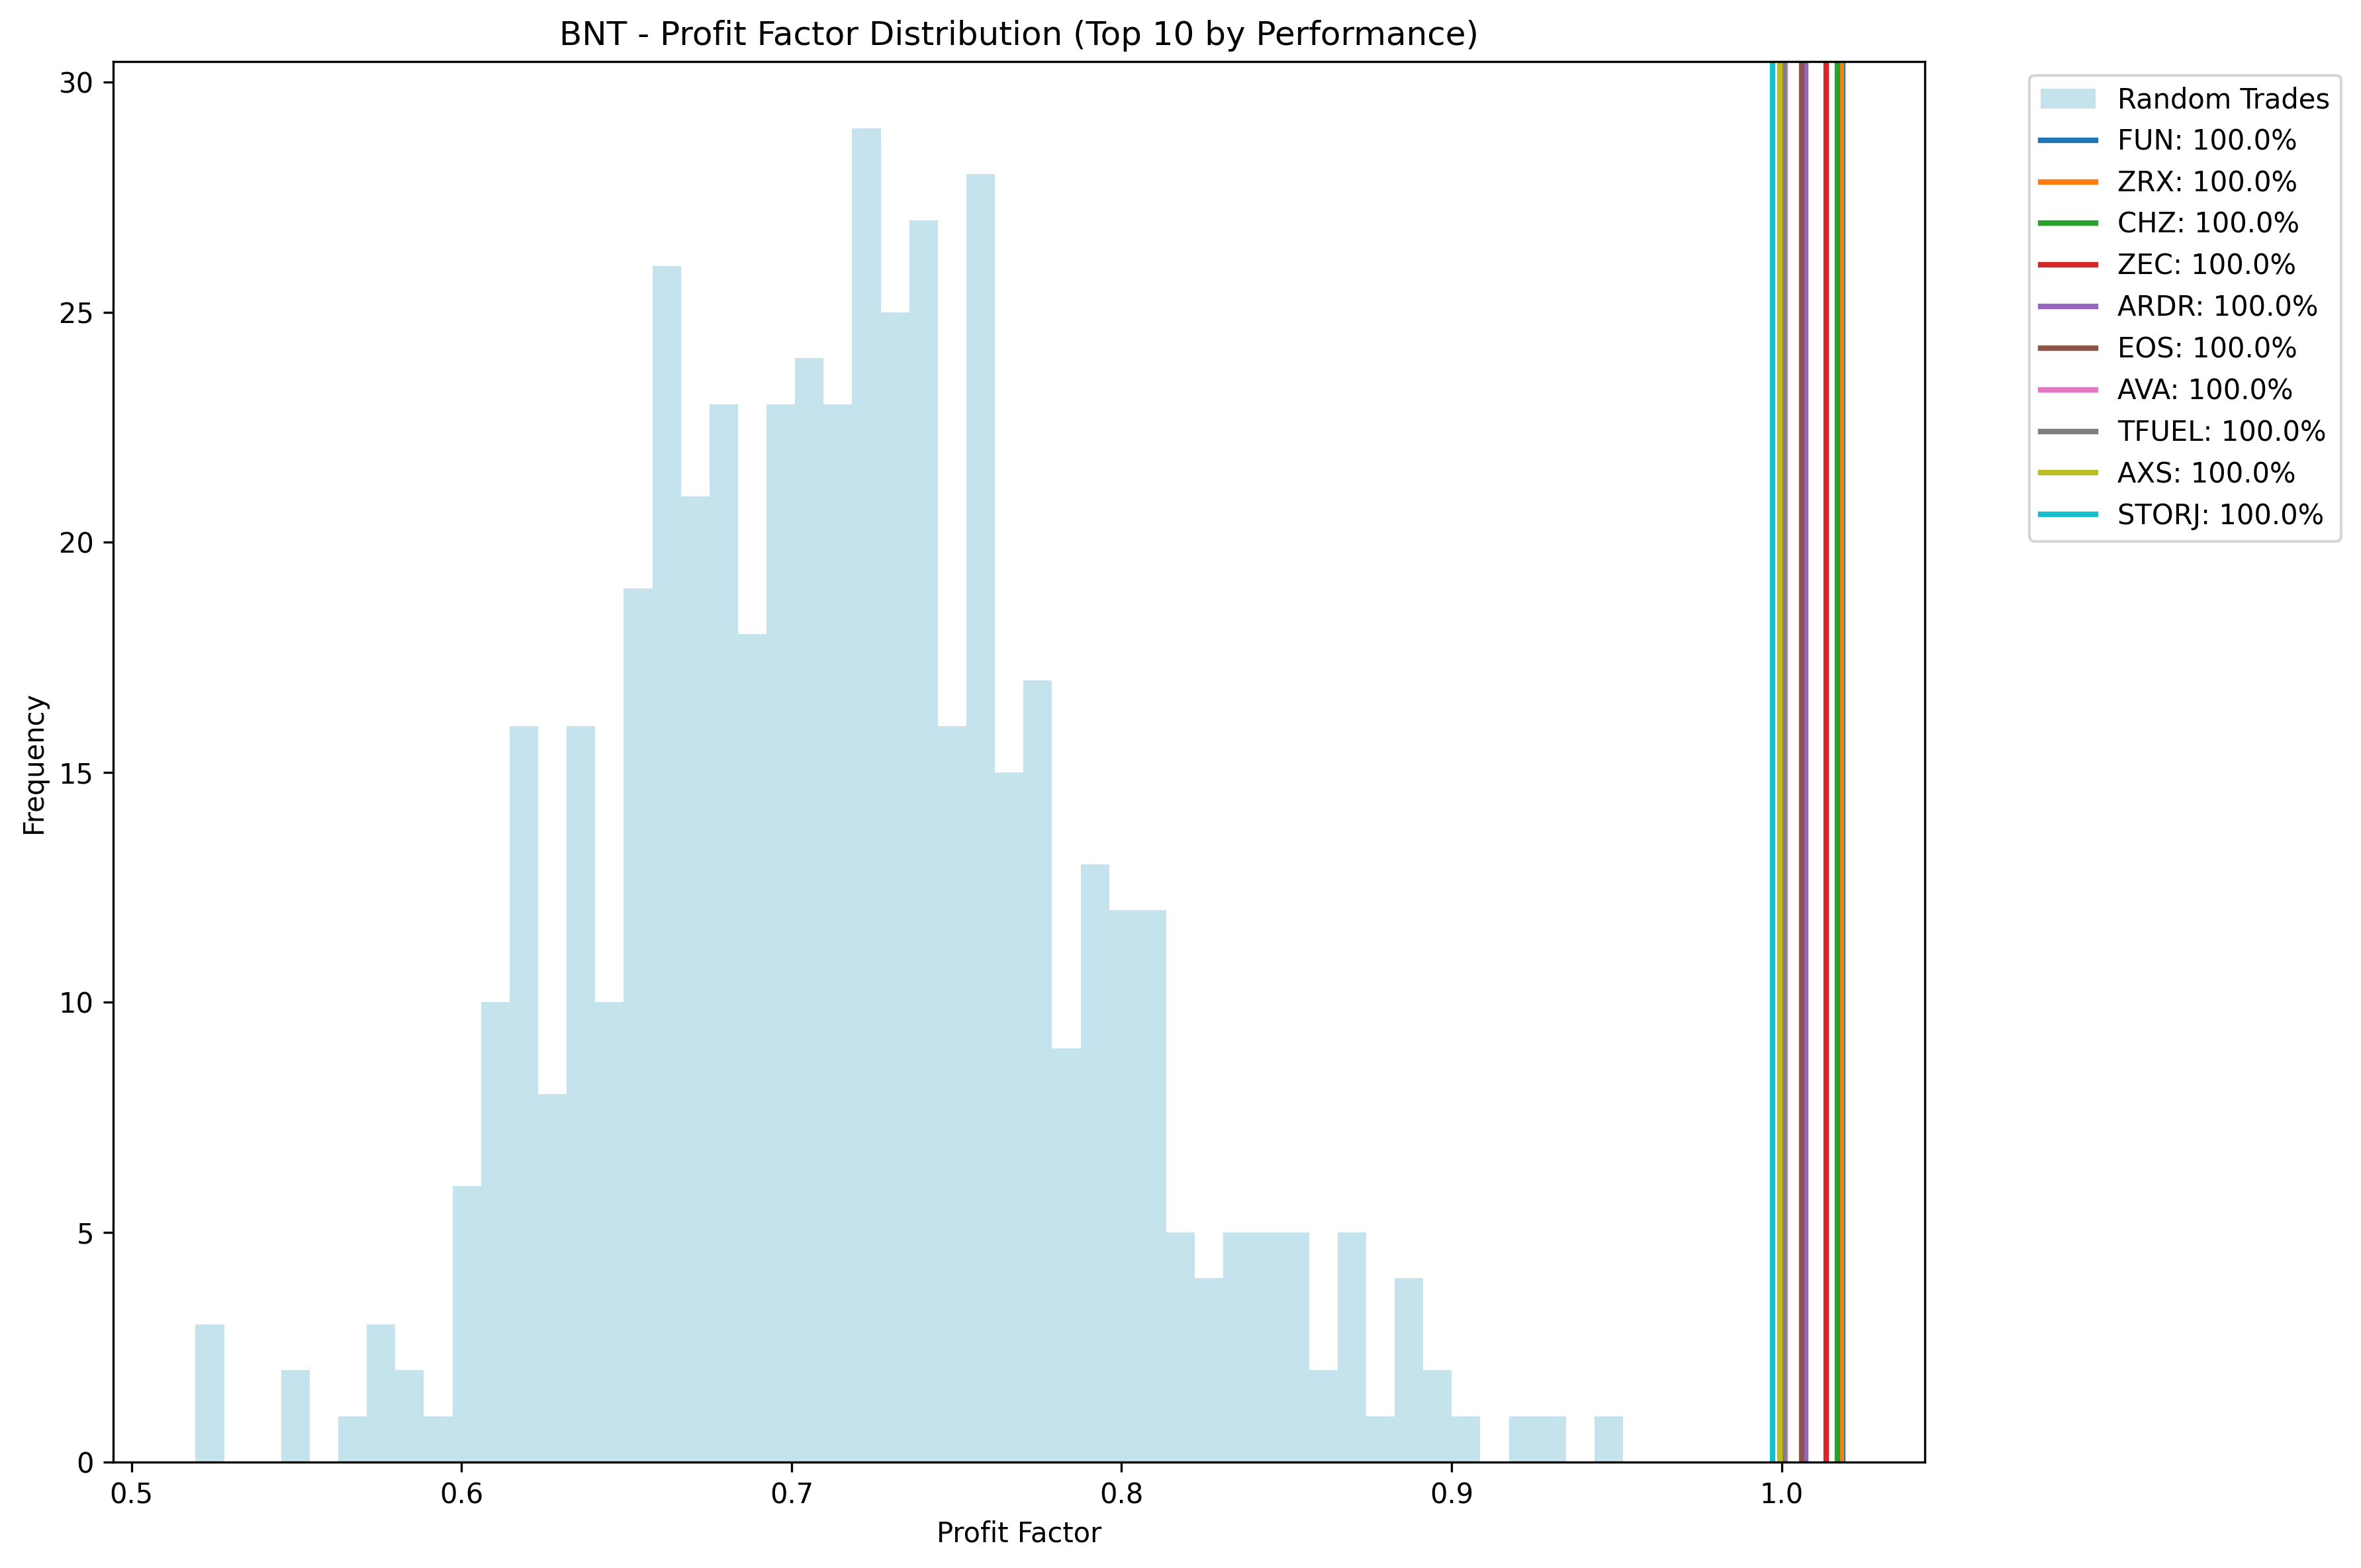 BNT - Profit Factor Distribution (Top 10 by Performance)
30
25
20
15
10
5
0
Frequency
0.5
0.6
0.7
0.8
0.9
1.0
Profit Factor
Random Trades
FUN: 100.0%
ZRX: 100.0%
CHZ: 100.0%
ZEC: 100.0%
ARDR: 100.0%
EOS: 100.0%
AVA: 100.0%
TFUEL: 100.0%
AXS: 100.0%
STORJ: 100.0%